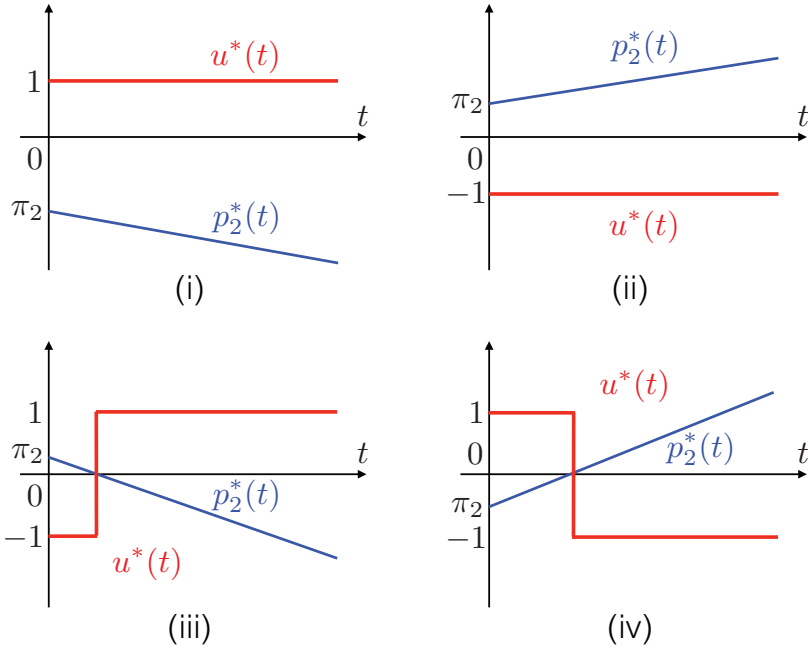 u*(t)
1
t
0
π₂
p₂*(t)
(i)
p₂*(t)
π₂
t
0
−1
u*(t)
(ii)
1
π₂
0
p₂*(t)
−1
u*(t)
t
(iii)
u*(t)
1
0
p₂*(t)
t
π₂
−1
(iv)